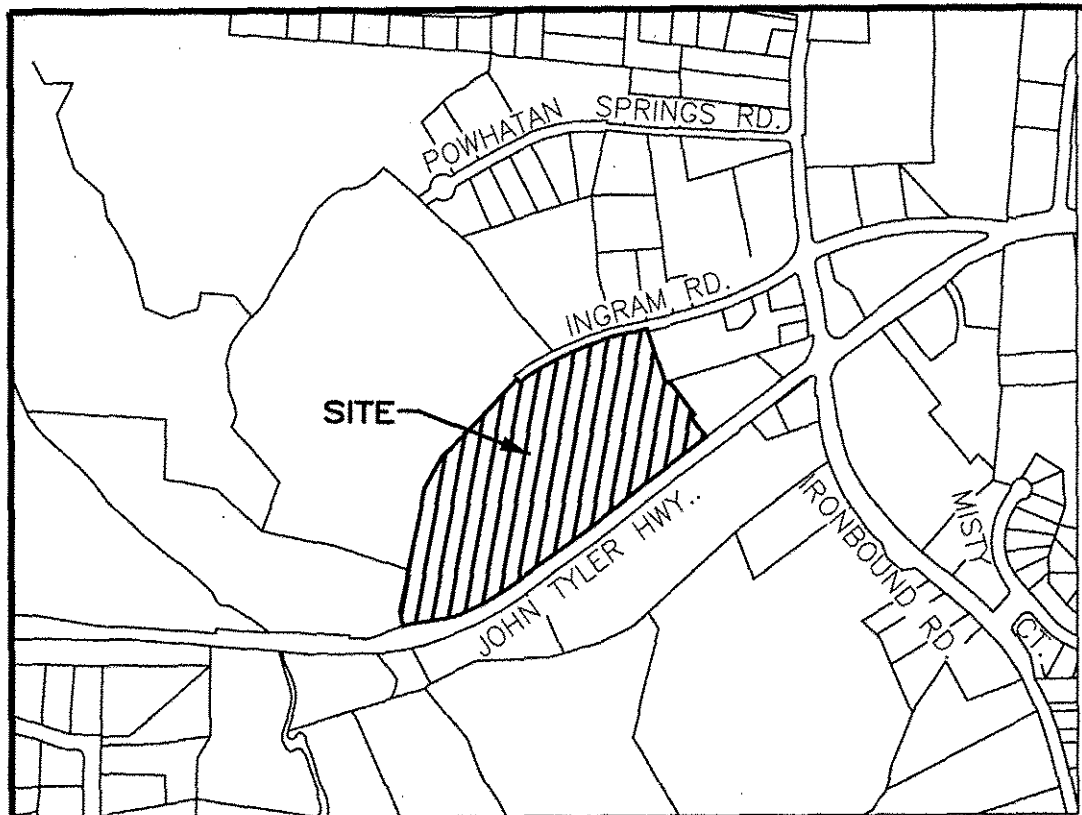 POWHATAN SPRINGS RD.
INGRAM RD.
SITE
JOHN TYLER HWY..
IRONBOUND RD.
MISTY CT.